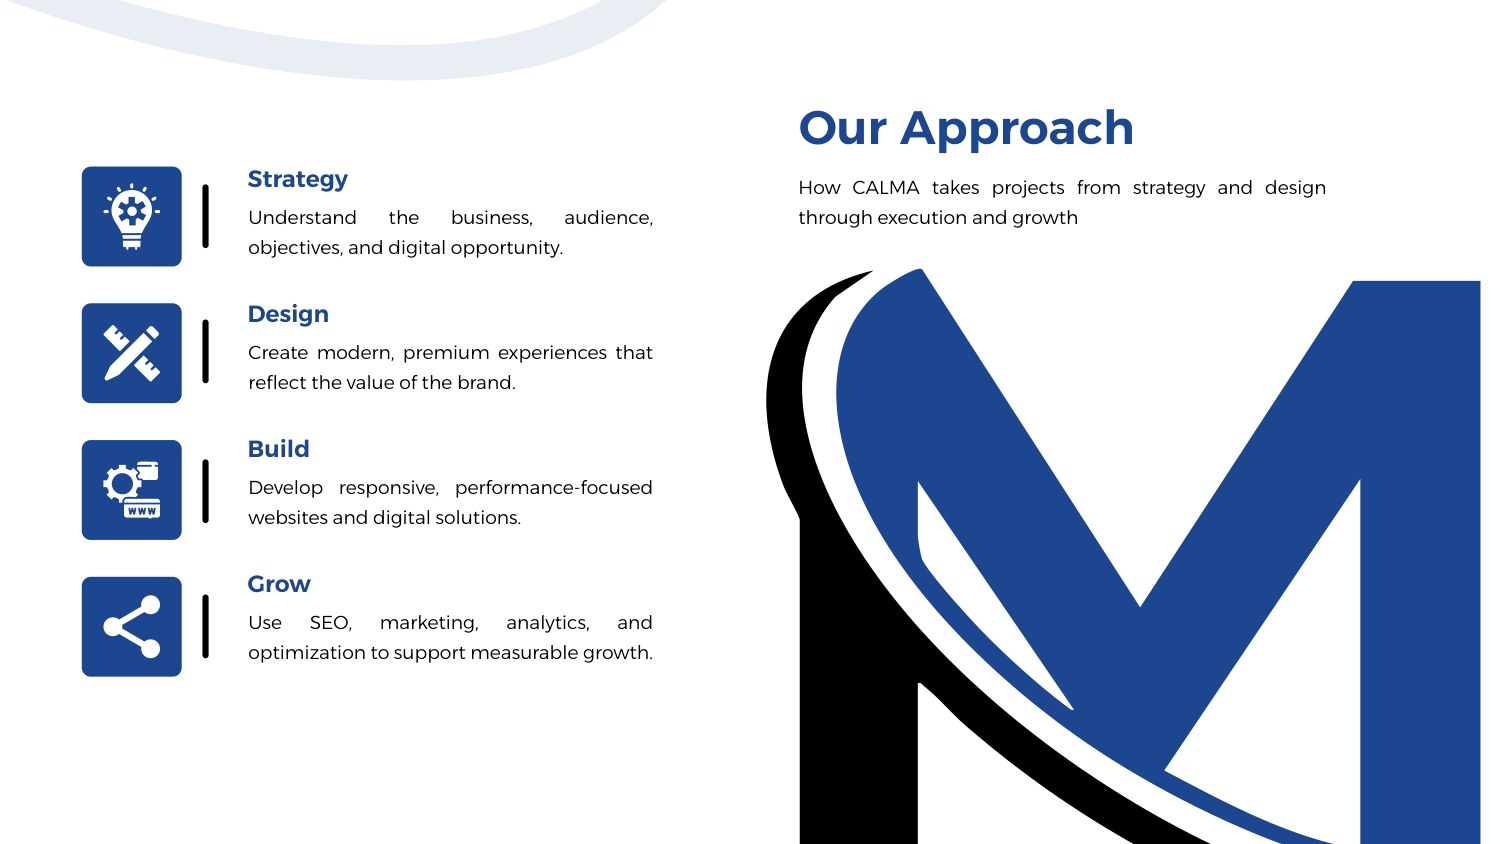 Our Approach
How CALMA takes projects from strategy and design
through execution and growth
Strategy
Understand the business, audience,
objectives, and digital opportunity.
Design
Create modern, premium experiences that
reflect the value of the brand.
Build
Develop responsive, performance-focused
websites and digital solutions.
WWW
Grow
Use SEO, marketing, analytics, and
optimization to support measurable growth.